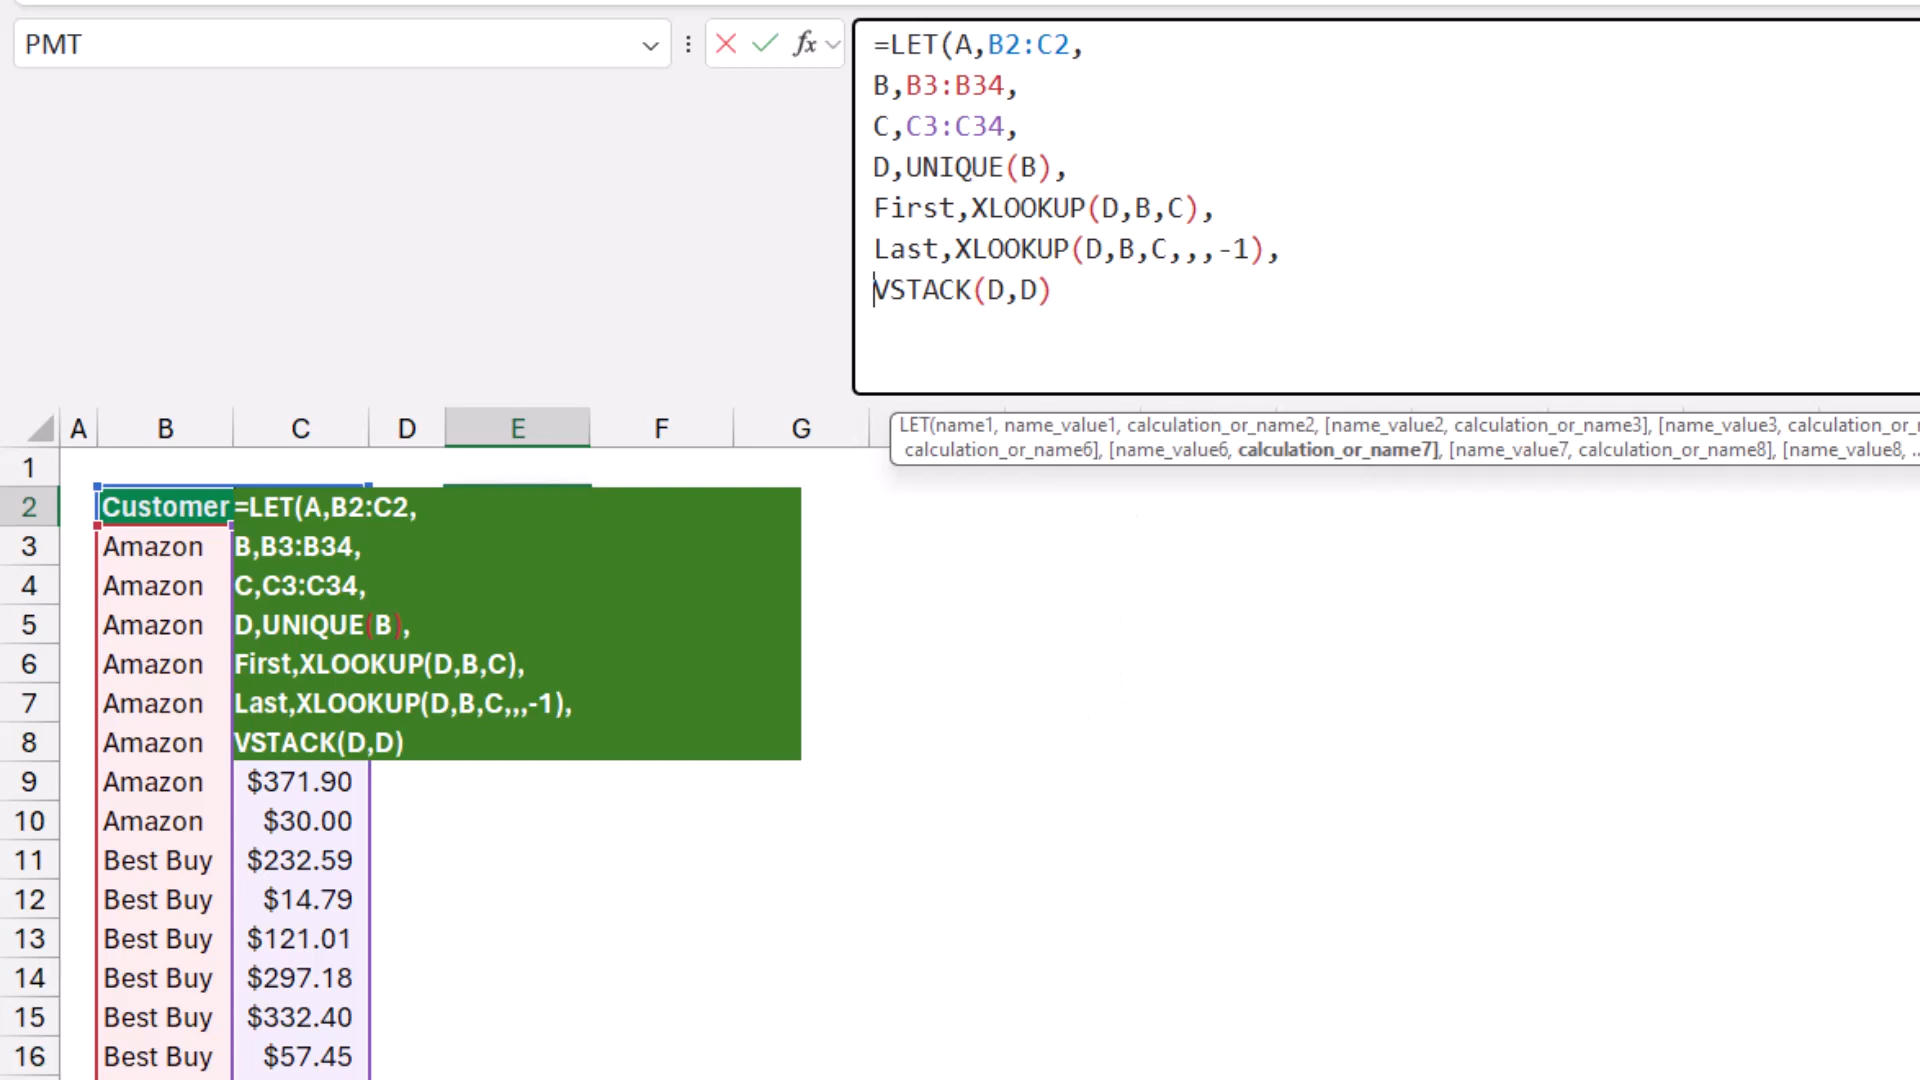 PMT
fx
=LET(A,B2:C2,
B,B3:B34,
C,C3:C34,
D,UNIQUE(B),
First,XLOOKUP(D,B,C),
Last,XLOOKUP(D,B,C,,,-1),
VSTACK(D,D)
LET(name1, name_value1, calculation_or_name2, [name_value2, calculation_or_name3], [name_value3, calculation_or_
calculation_or_name6], [name_value6, calculation_or_name7], [name_value7, calculation_or_name8], [name_value8, ...
A B C D E F G
1
2 Customer =LET(A,B2:C2,
3 Amazon B,B3:B34,
4 Amazon C,C3:C34,
5 Amazon D,UNIQUE(B),
6 Amazon First,XLOOKUP(D,B,C),
7 Amazon Last,XLOOKUP(D,B,C,,,-1),
8 Amazon VSTACK(D,D)
9 Amazon $371.90
10 Amazon $30.00
11 Best Buy $232.59
12 Best Buy $14.79
13 Best Buy $121.01
14 Best Buy $297.18
15 Best Buy $332.40
16 Best Buy $57.45